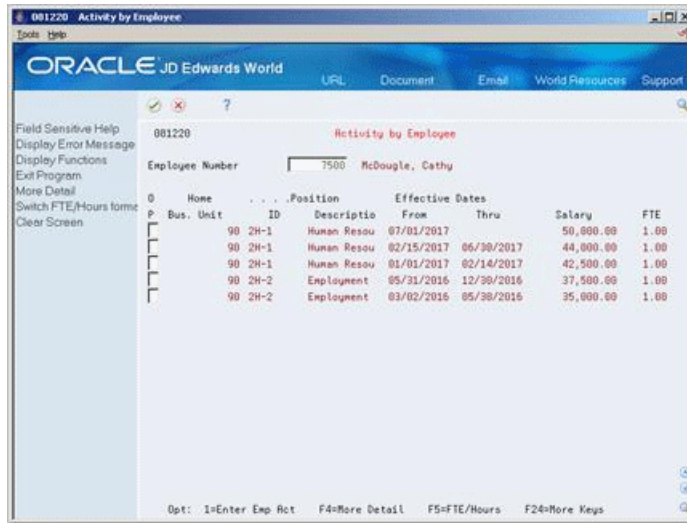 081220 Activity by Employee
Tools Help
ORACLE JD Edwards World
URL Document Email World Resources Support
?
Field Sensitive Help
Display Error Message
Display Functions
Exit Program
More Detail
Switch FTE/Hours forma
Clear Screen
081220 Activity by Employee
Employee Number 7500 McDougle, Cathy
O Home . . . .Position Effective Dates
P Bus. Unit ID Descriptio From Thru Salary FTE
90 2H-1 Human Resou 07/01/2017 50,000.00 1.00
90 2H-1 Human Resou 02/15/2017 06/30/2017 44,000.00 1.00
90 2H-1 Human Resou 01/01/2017 02/14/2017 42,500.00 1.00
90 2H-2 Employment 05/31/2016 12/30/2016 37,500.00 1.00
90 2H-2 Employment 03/02/2016 05/30/2016 35,000.00 1.00
Opt: 1=Enter Emp Act F4=More Detail F5=FTE/Hours F24=More Keys